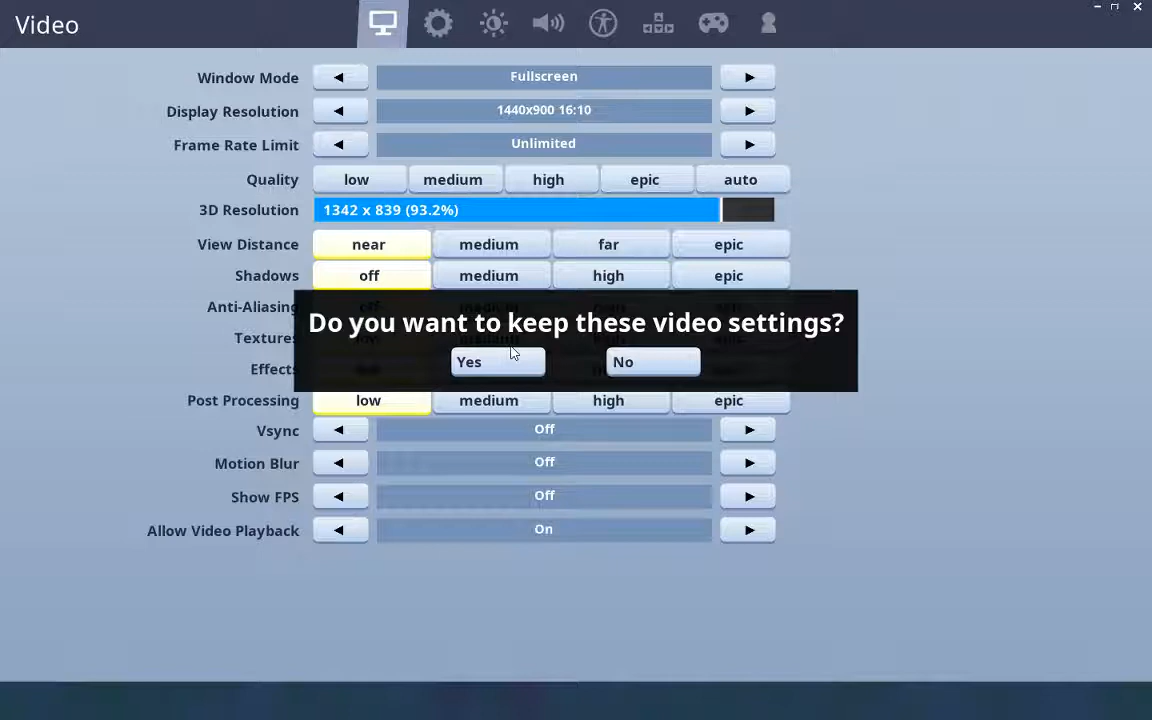 Video
Window Mode ◀ Fullscreen ▶
Display Resolution ◀ 1440x900 16:10 ▶
Frame Rate Limit ◀ Unlimited ▶
Quality low medium high epic auto
3D Resolution 1342 x 839 (93.2%)
View Distance near medium far epic
Shadows off medium high epic
Anti-Aliasing
Do you want to keep these video settings?
Textures
Yes No
Effects
Post Processing low medium high epic
Vsync ◀ Off ▶
Motion Blur ◀ Off ▶
Show FPS ◀ Off ▶
Allow Video Playback ◀ On ▶